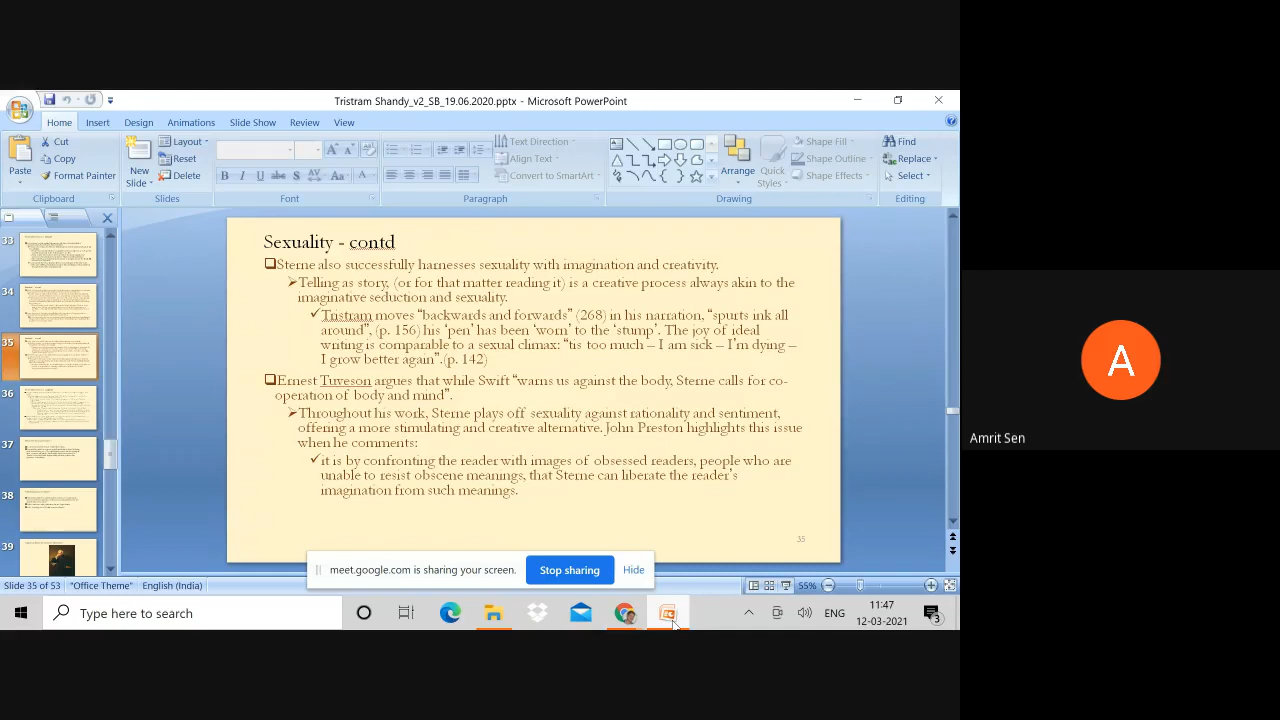 Tristram Shandy_v2_SB_19.06.2020.pptx - Microsoft PowerPoint
Home Insert Design Animations Slide Show Review View
Paste
Cut
Copy
Format Painter
Clipboard
New
Slide
Layout
Reset
Delete
Slides
B I U abe S AV Aa A
Font
Text Direction
Align Text
Convert to SmartArt
Paragraph
Arrange
Quick
Styles
Shape Fill
Shape Outline
Shape Effects
Drawing
Find
Replace
Select
Editing
33
34
35
36
37
38
39
Sexuality - contd
Sterne also successfully harnesses sexuality with imagination and creativity.
Telling as story, (or for that matter reading it) is a creative process always akin to the
imaginative seduction and sexuality.
Tristram moves “backwards and forwards” (268) in his narration, “spurts ink all
around”, (p. 156) his ‘pen’ has been ‘worn’ to the ‘stump’. The joy of ideal
writing is comparable to a sexual climax: “tis too much – I am sick – I’m dying –
I grow better again”.(p. 142)
Ernest Tuveson argues that while Swift “warns us against the body, Sterne calls for co-
operation of body and mind”.
Throughout his work, Sterne plays off sexuality against rationality and sentiment,
offering a more stimulating and creative alternative. John Preston highlights this issue
when he comments:
it is by confronting the reader with images of obsessed readers, people who are
unable to resist obscene meanings, that Sterne can liberate the reader’s
imagination from such meanings.
35
meet.google.com is sharing your screen. Stop sharing Hide
Slide 35 of 53 "Office Theme" English (India) 55%
Type here to search
ENG
11:47
12-03-2021
3
A
Amrit Sen